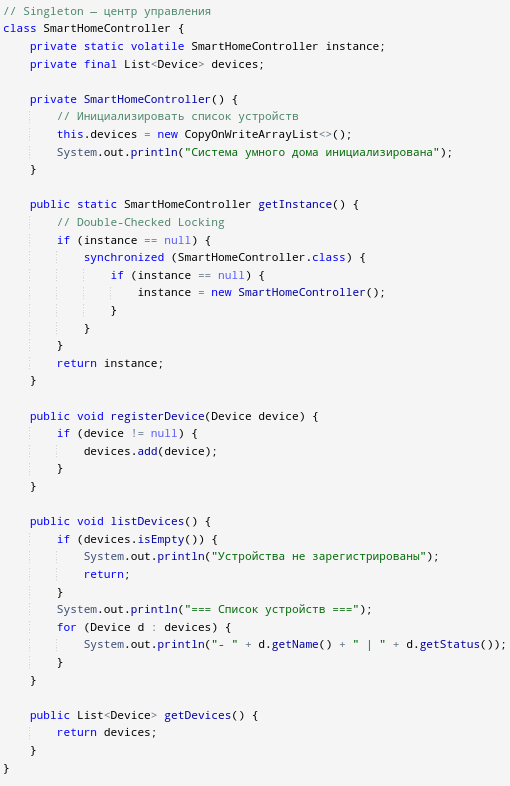 // Singleton — центр управления
class SmartHomeController {
    private static volatile SmartHomeController instance;
    private final List<Device> devices;

    private SmartHomeController() {
        // Инициализировать список устройств
        this.devices = new CopyOnWriteArrayList<>();
        System.out.println("Система умного дома инициализирована");
    }

    public static SmartHomeController getInstance() {
        // Double-Checked Locking
        if (instance == null) {
            synchronized (SmartHomeController.class) {
                if (instance == null) {
                    instance = new SmartHomeController();
                }
            }
        }
        return instance;
    }

    public void registerDevice(Device device) {
        if (device != null) {
            devices.add(device);
        }
    }

    public void listDevices() {
        if (devices.isEmpty()) {
            System.out.println("Устройства не зарегистрированы");
            return;
        }
        System.out.println("=== Список устройств ===");
        for (Device d : devices) {
            System.out.println("- " + d.getName() + " | " + d.getStatus());
        }
    }

    public List<Device> getDevices() {
        return devices;
    }
}